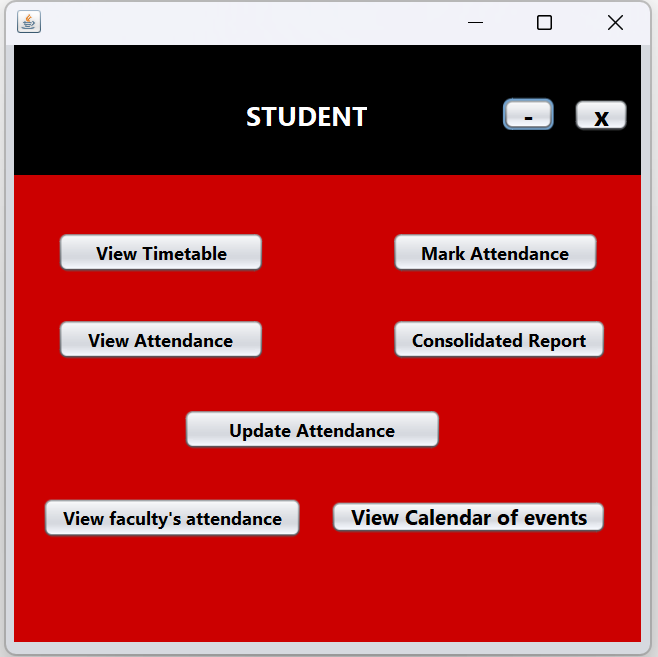 STUDENT
-
x
View Timetable
Mark Attendance
View Attendance
Consolidated Report
Update Attendance
View faculty's attendance
View Calendar of events